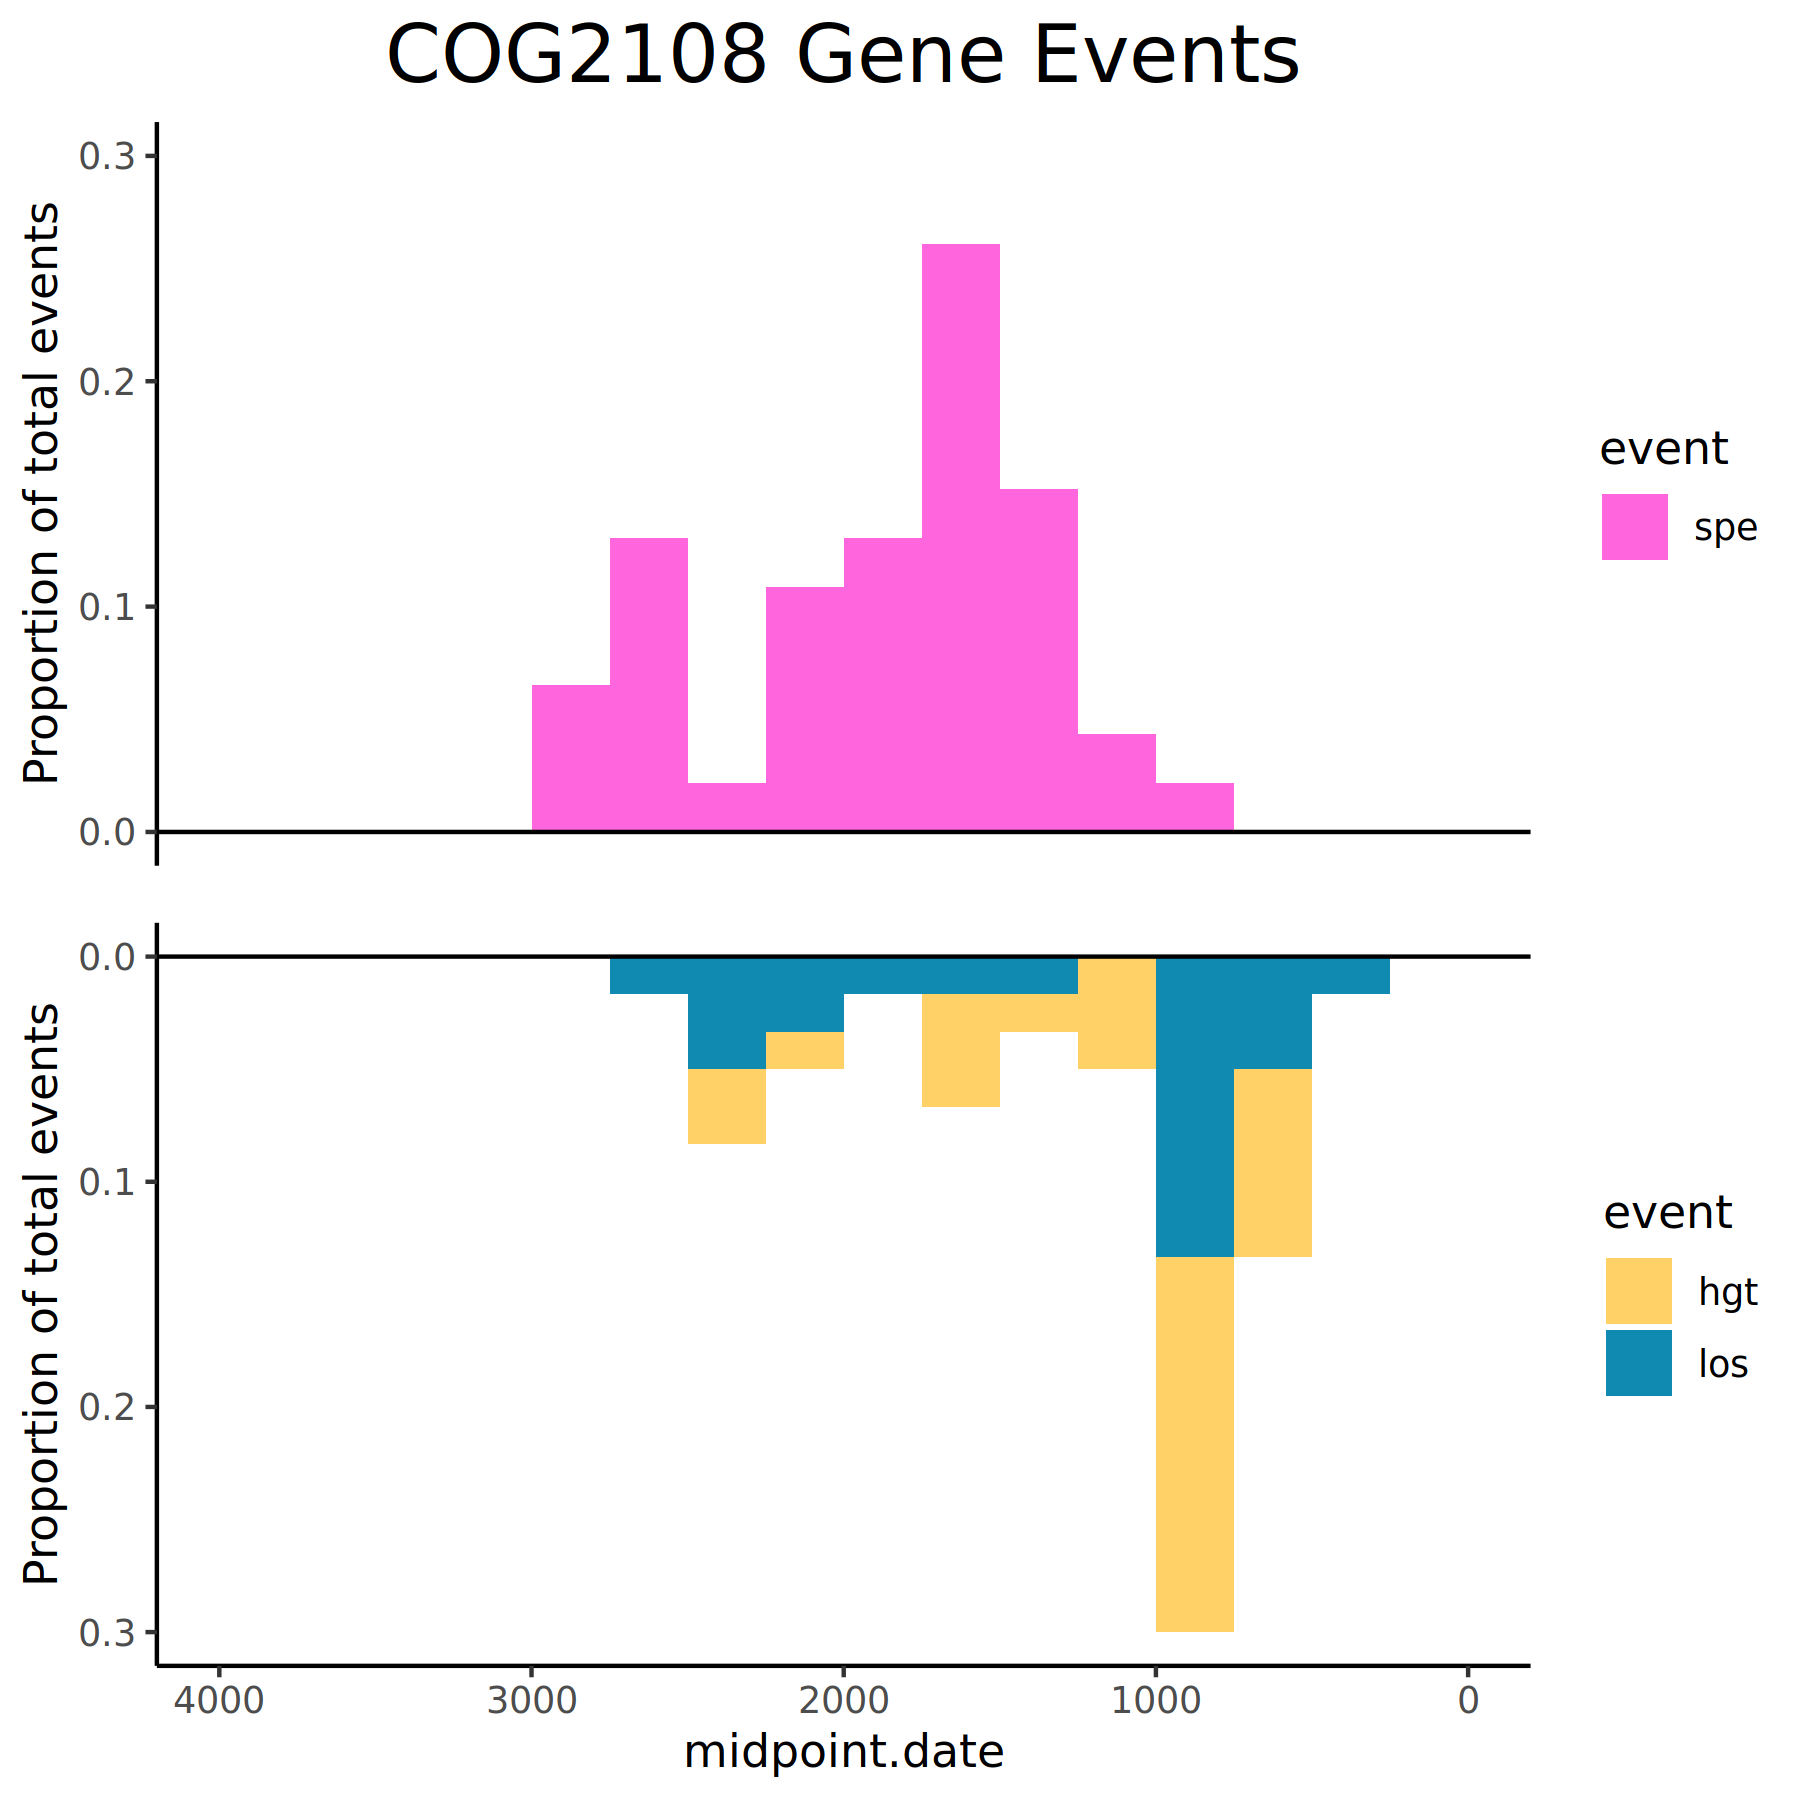 COG2108 Gene Events
Proportion of total events
0.3
0.2
0.1
0.0
event
spe
Proportion of total events
0.0
0.1
0.2
0.3
event
hgt
los
4000 3000 2000 1000 0
midpoint.date